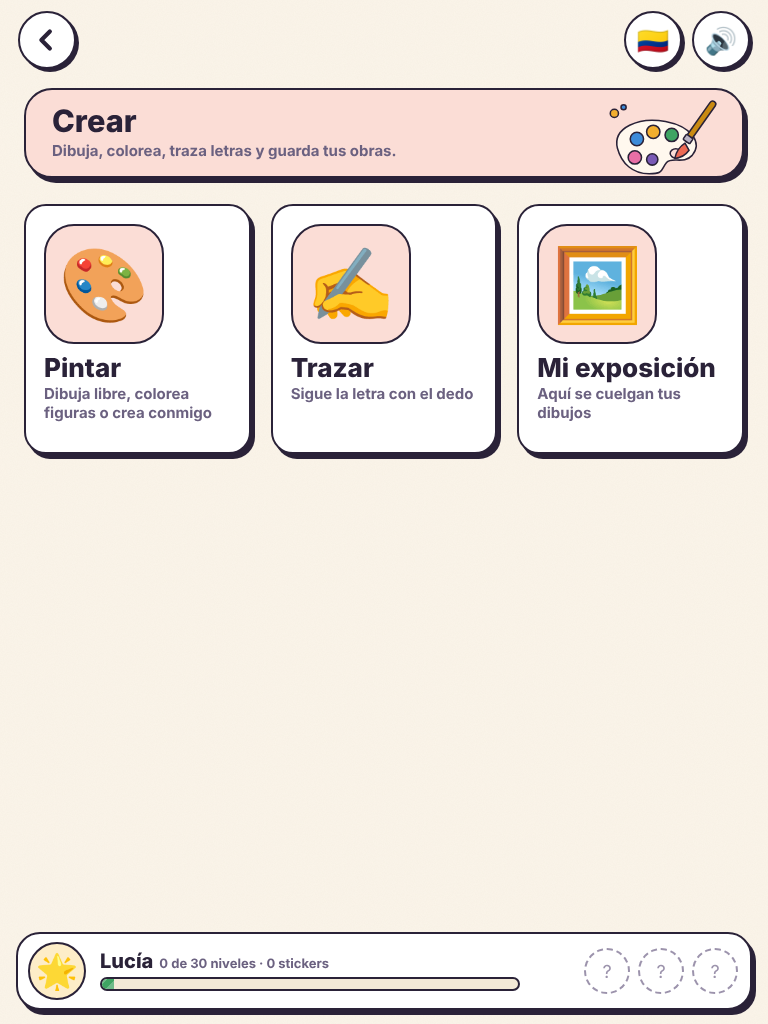 Crear
Dibuja, colorea, traza letras y guarda tus obras.
Pintar
Dibuja libre, colorea
figuras o crea conmigo
Trazar
Sigue la letra con el dedo
Mi exposición
Aquí se cuelgan tus
dibujos
Lucía 0 de 30 niveles · 0 stickers
? ? ?